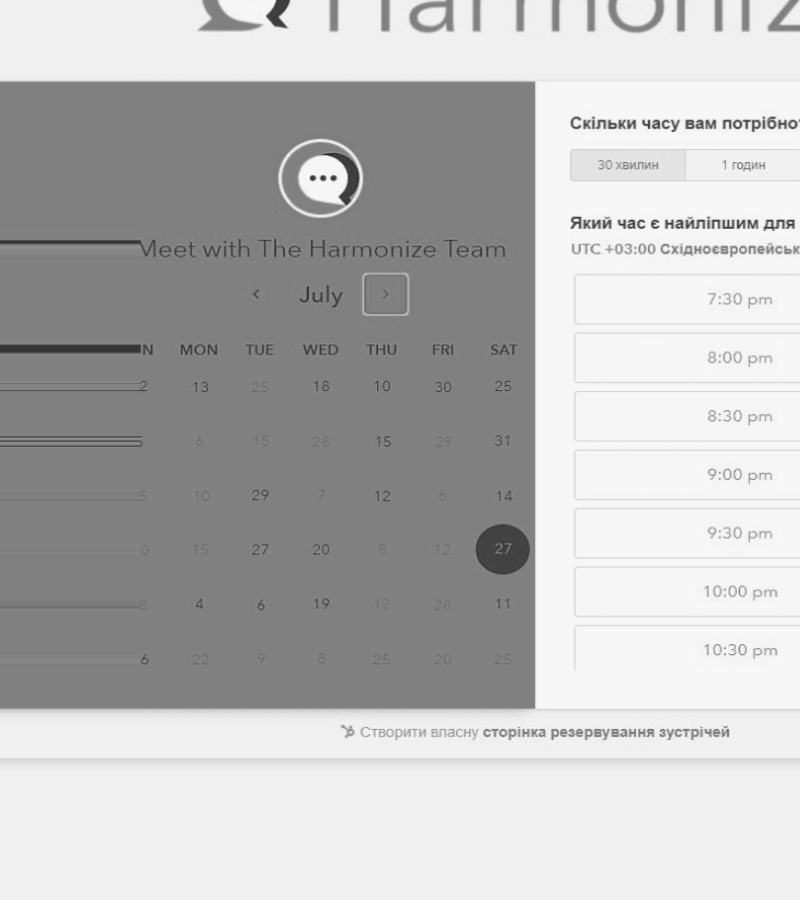 Harmoniz
Meet with The Harmonize Team
July
N MON TUE WED THU FRI SAT
2 13 25 18 10 30 25
5 6 15 28 15 29 31
5 10 29 7 12 6 14
0 15 27 20 8 12 27
8 4 6 19 12 28 11
6 22 9 8 25 20 25
Скільки часу вам потрібно
30 хвилин 1 годин
Який час є найліпшим для
UTC +03:00 Східноєвропейськ
7:30 pm
8:00 pm
8:30 pm
9:00 pm
9:30 pm
10:00 pm
10:30 pm
Створити власну сторінка резервування зустрічей